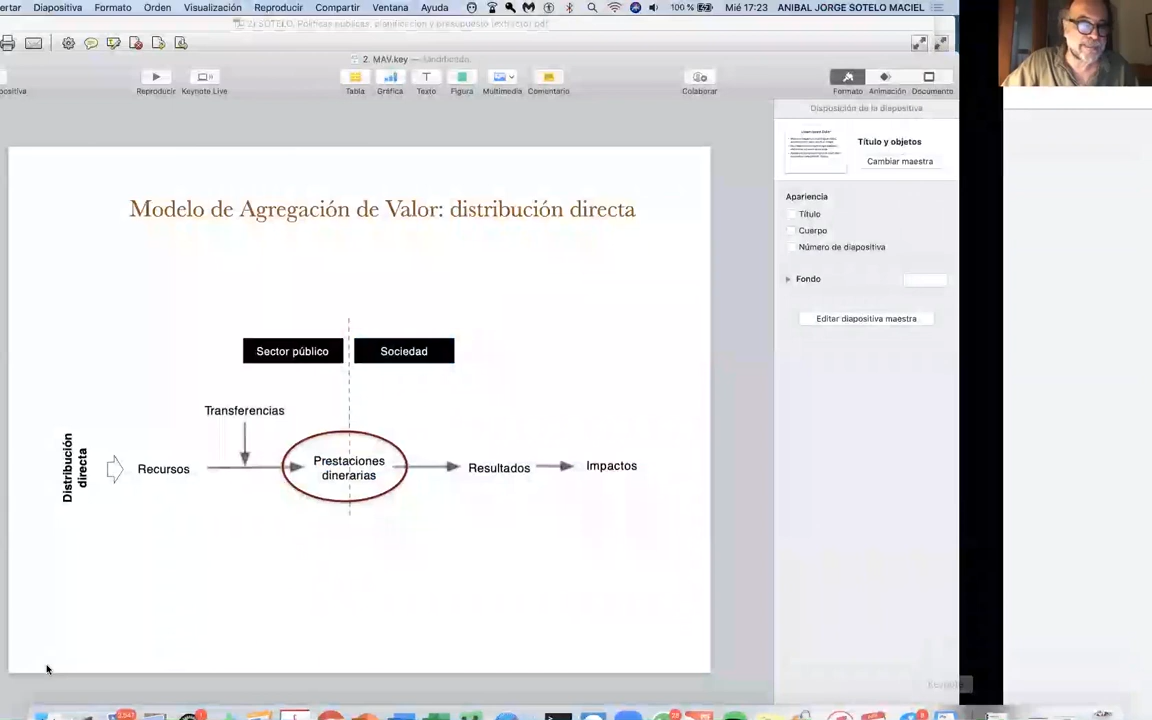 ertar Diapositiva Formato Orden Visualización Reproducir Compartir Ventana Ayuda 100 % Mié 17:23 ANIBAL JORGE SOTELO MACIEL
2. MAV.key
positiva Reproducir Keynote Live Tabla Gráfica Texto Figura Multimedia Comentario Colaborar Formato Animación Documento
Disposición de la diapositiva
Título y objetos
Cambiar maestra
Apariencia
Título
Cuerpo
Número de diapositiva
Fondo
Editar diapositiva maestra
Modelo de Agregación de Valor: distribución directa
Sector público Sociedad
Transferencias
Distribución
directa
Recursos
Prestaciones
dinerarias
Resultados
Impactos